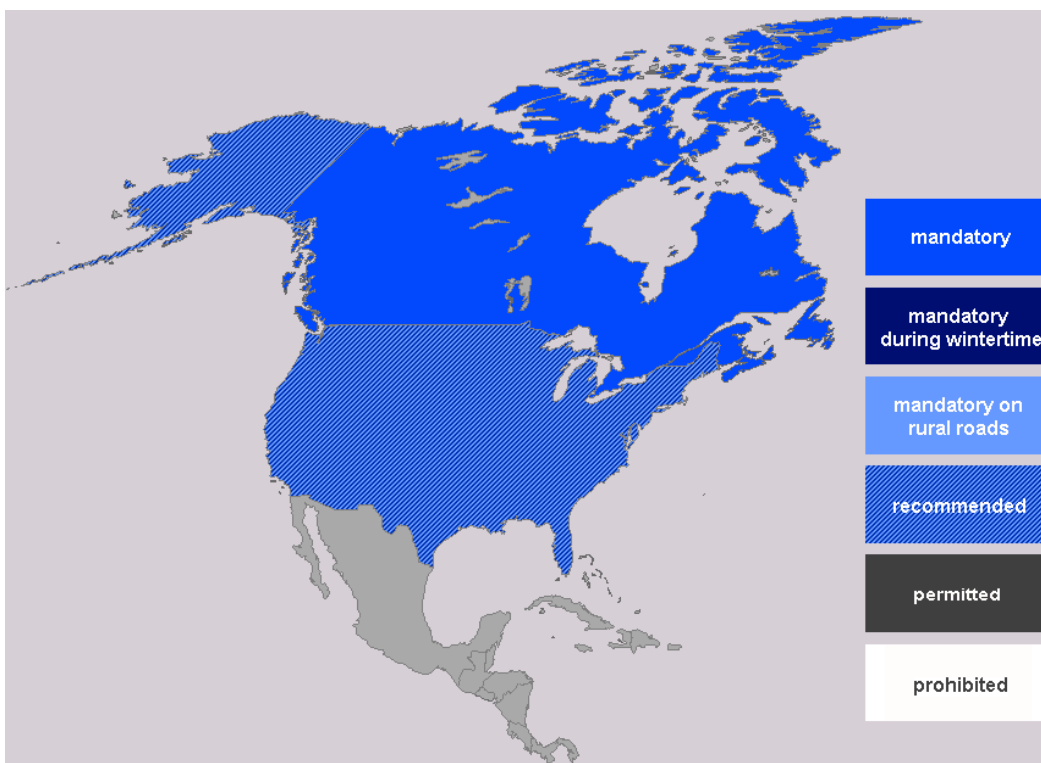 mandatory
mandatory
during wintertime
mandatory on
rural roads
recommended
permitted
prohibited